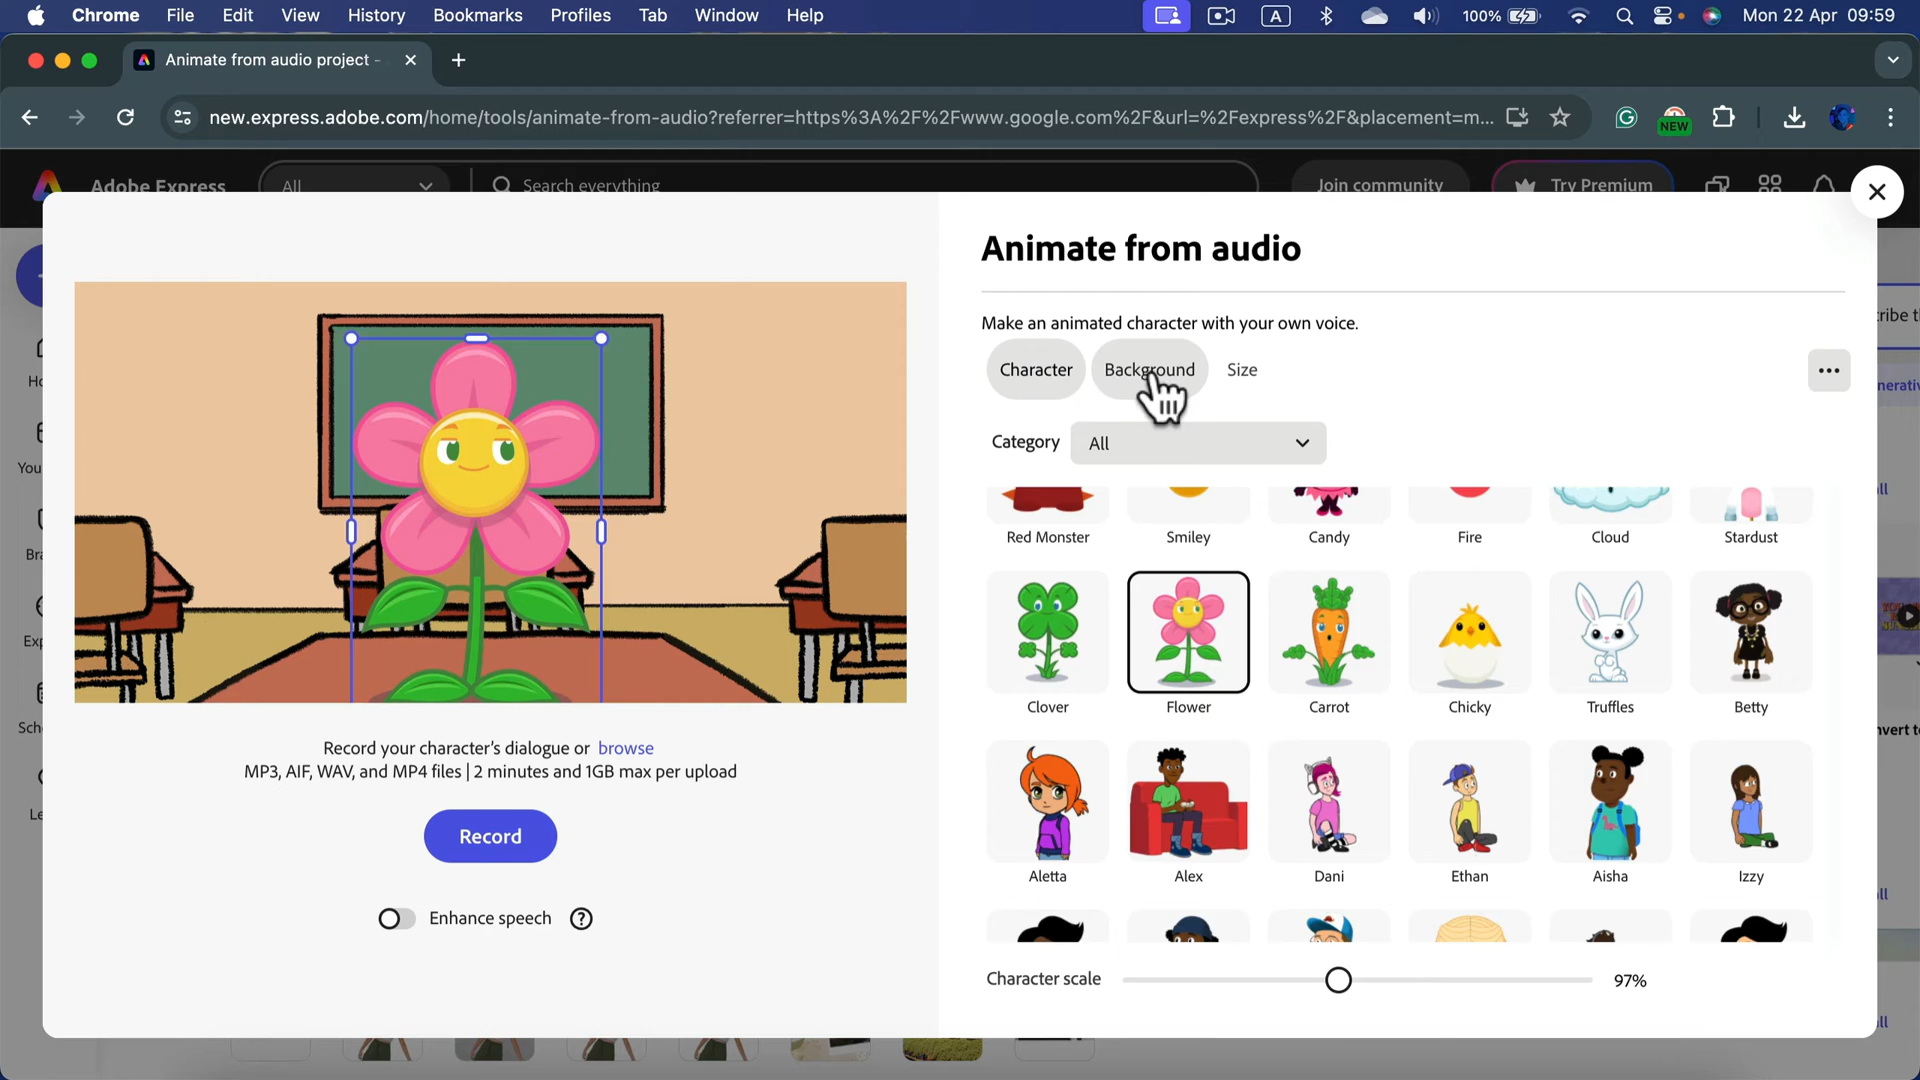 Chrome File Edit View History Bookmarks Profiles Tab Window Help A 100% Mon 22 Apr 09:59
Animate from audio project -
new.express.adobe.com/home/tools/animate-from-audio?referrer=https%3A%2F%2Fwww.google.com%2F&url=%2Fexpress%2F&placement=m...
NEW
Adobe Express All Search everything Join community Try Premium
Animate from audio
Make an animated character with your own voice.
Character Background Size
Category All
Red Monster Smiley Candy Fire Cloud Stardust
Clover Flower Carrot Chicky Truffles Betty
Aletta Alex Dani Ethan Aisha Izzy
Character scale 97%
Record your character's dialogue or browse
MP3, AIF, WAV, and MP4 files | 2 minutes and 1GB max per upload
Record
Enhance speech ?